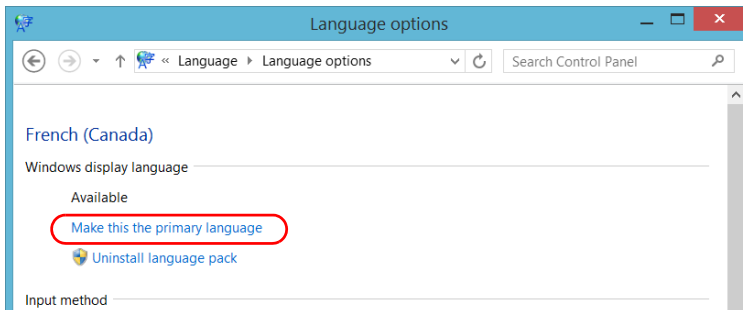 Language options
« Language Language options
Search Control Panel
French (Canada)
Windows display language
Available
Make this the primary language
Uninstall language pack
Input method